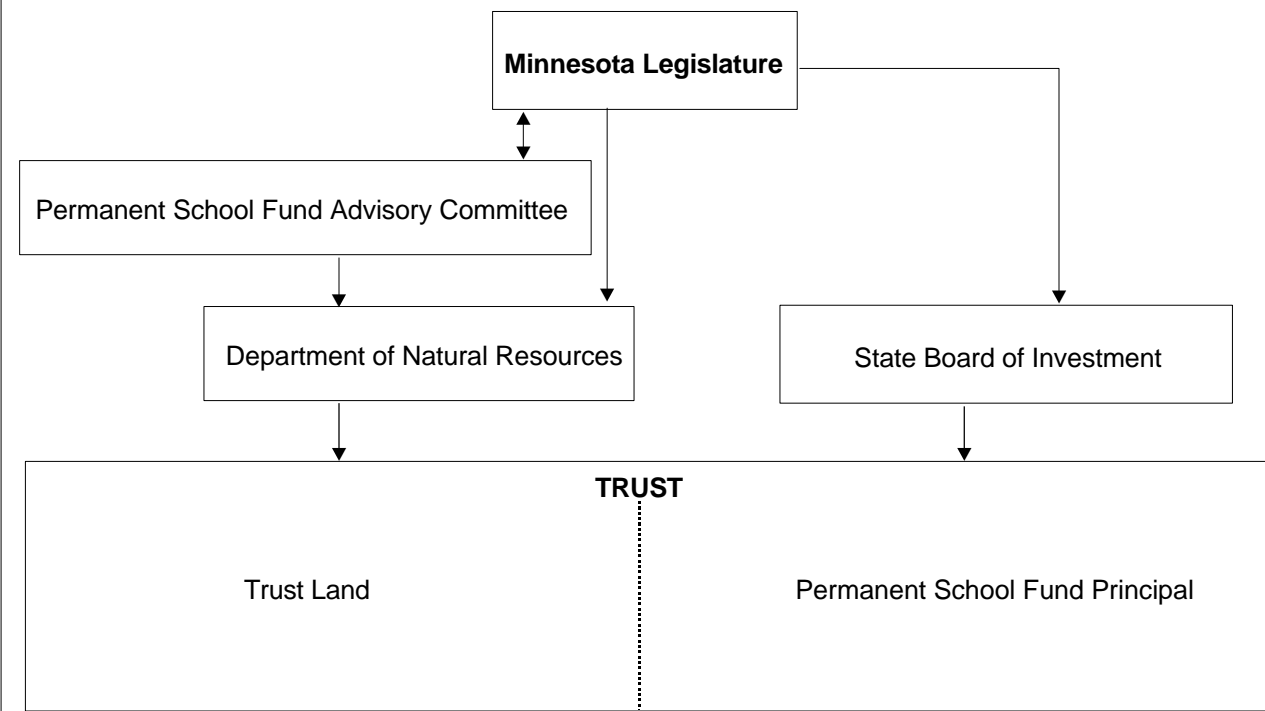 Minnesota Legislature
Permanent School Fund Advisory Committee
Department of Natural Resources
State Board of Investment
TRUST
Trust Land
Permanent School Fund Principal